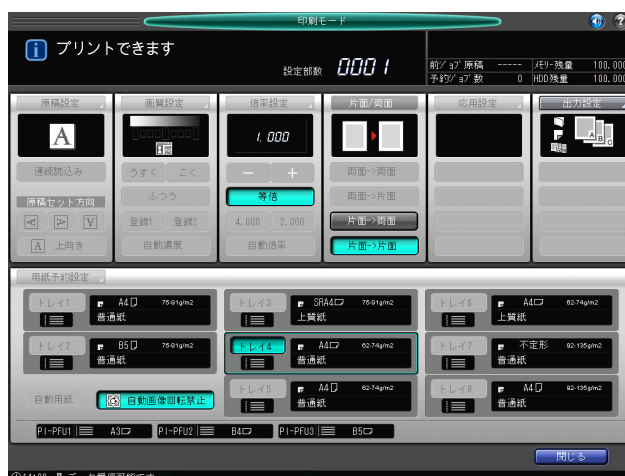 印刷モード
プリントできます
設定部数 0001
前ジョブ原稿 ----- メモリー残量 100.000
予約ジョブ数 0 HDD残量 100.000
原稿設定 画質設定 倍率設定 片面/両面 応用設定 出力設定
A 1.000 A B C
連続読込み うすく こく - + 両面->両面
原稿セット方向 ふつう 等倍 両面->片面
A A A 登録1 登録2 4.000 2.000 片面->両面
A 上向き 自動濃度 自動倍率 片面->片面
用紙予約設定
トレイ1 A4 75-91g/m2 普通紙
トレイ3 SRA4 75-91g/m2 上質紙
トレイ6 A4 62-74g/m2 上質紙
トレイ2 B5 75-91g/m2 普通紙
トレイ4 A4 62-74g/m2 普通紙
トレイ7 不定形 92-135g/m2 普通紙
トレイ5 A4 62-74g/m2 普通紙
トレイ8 A4 92-135g/m2 普通紙
自動用紙 自動画像回転禁止
PI-PFU1 A3 PI-PFU2 B4 PI-PFU3 B5
閉じる